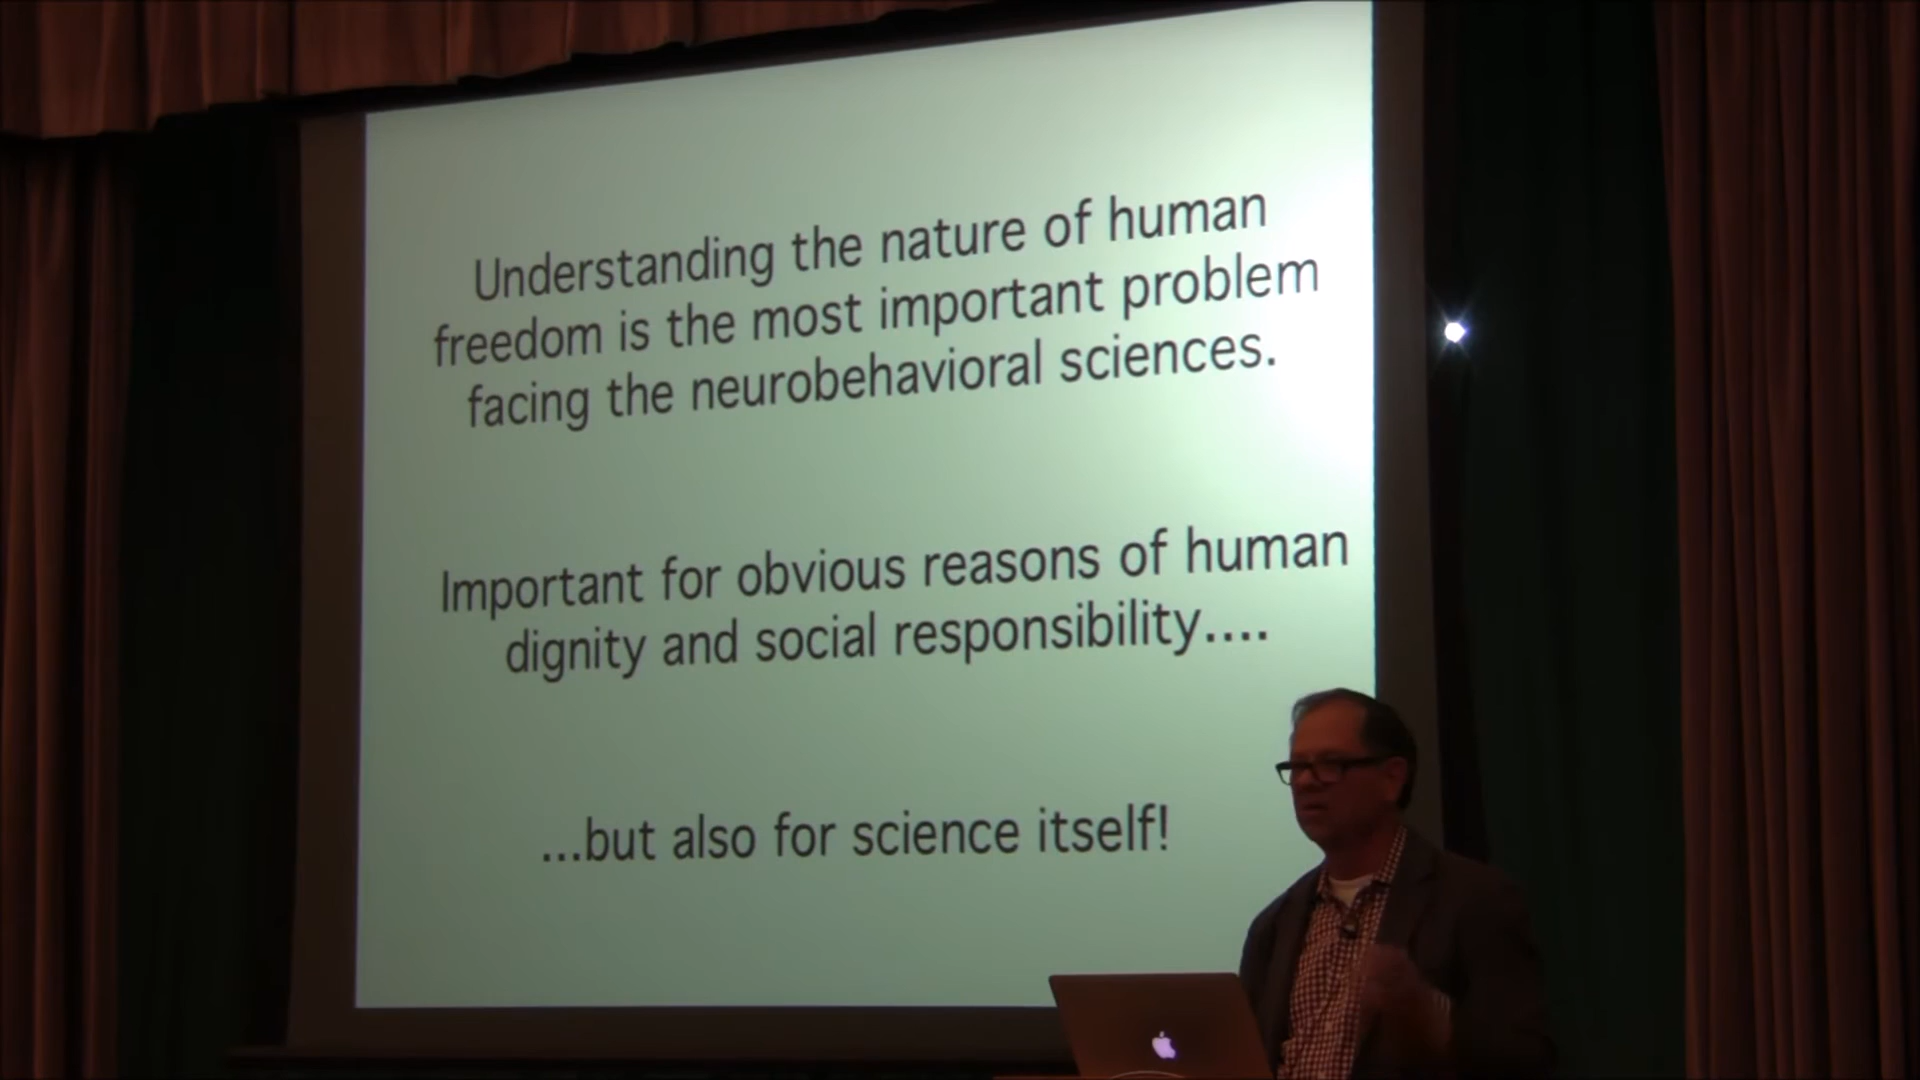 Understanding the nature of human
freedom is the most important problem
facing the neurobehavioral sciences.
Important for obvious reasons of human
dignity and social responsibility....
...but also for science itself!